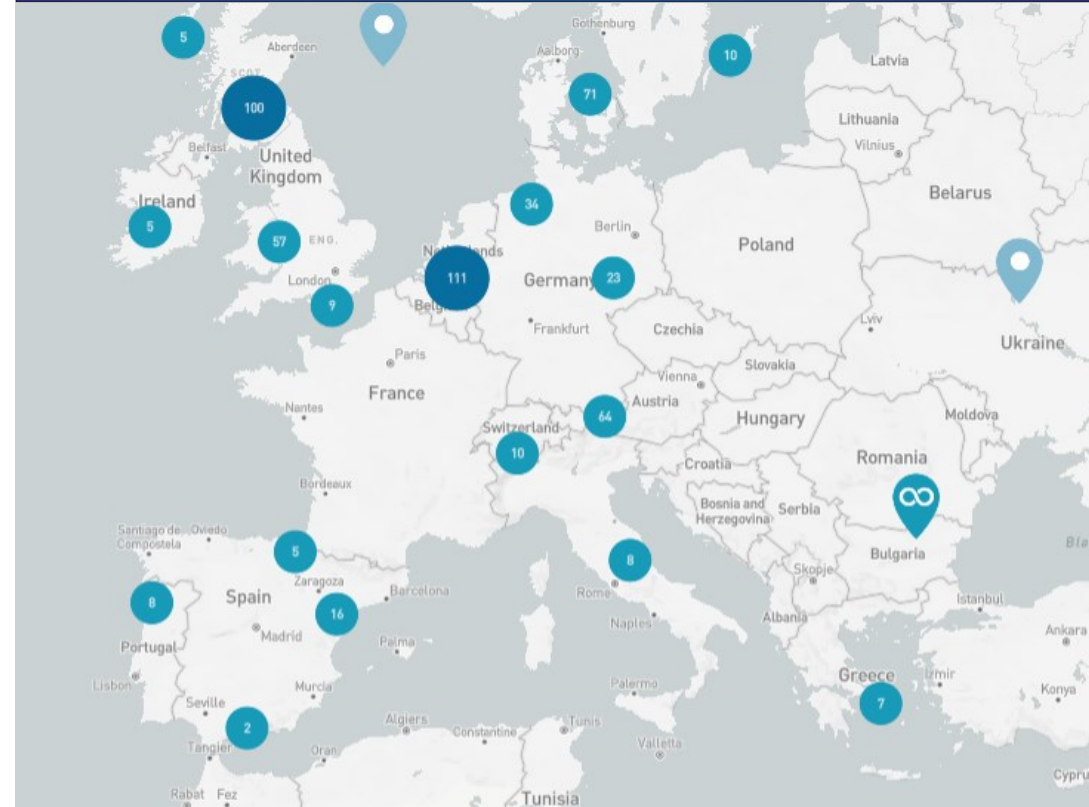 Gothenburg
5
Aberdeen
Aalborg
10
Latvia
SCOT.
71
100
Lithuania
Belfast
Vilnius
United
Kingdom
Belarus
Ireland
34
5
57
ENG.
Berlin
Poland
Netherlands
London
111
Germany
23
9
Belg
Frankfurt
Czechia
Lviv
Ukraine
Paris
Slovakia
France
Vienna
Nantes
Austria
64
Hungary
Moldova
Switzerland
10
Croatia
Romania
Bordeaux
Bosnia and
Herzegovina
Serbia
Santiago de
Compostela
Oviedo
5
8
Bulgaria
Skopje
Zaragoza
Rome
8
Spain
Barcelona
16
Istanbul
Naples
Albania
Madrid
Portugal
Palma
Ankara
Greece
Izmir
Lisbon
Murcia
Palermo
7
Konya
Seville
2
Algiers
Constantine
Tunis
Tangier
Oran
Valletta
Cypru
Rabat
Fez
Tunisia